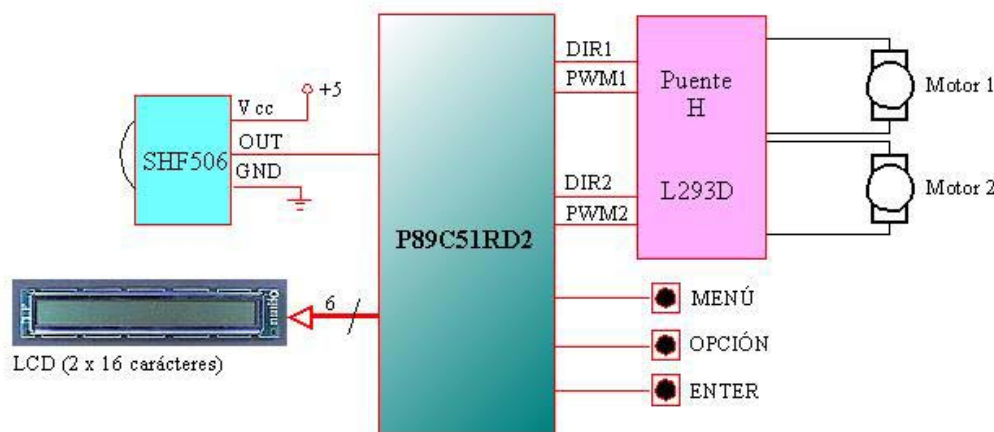 Vcc
+5
OUT
SHF506
GND
P89C51RD2
DIR1
PWM1
DIR2
PWM2
Puente
H
L293D
Motor 1
Motor 2
6
LCD (2 x 16 carácteres)
MENÚ
OPCIÓN
ENTER